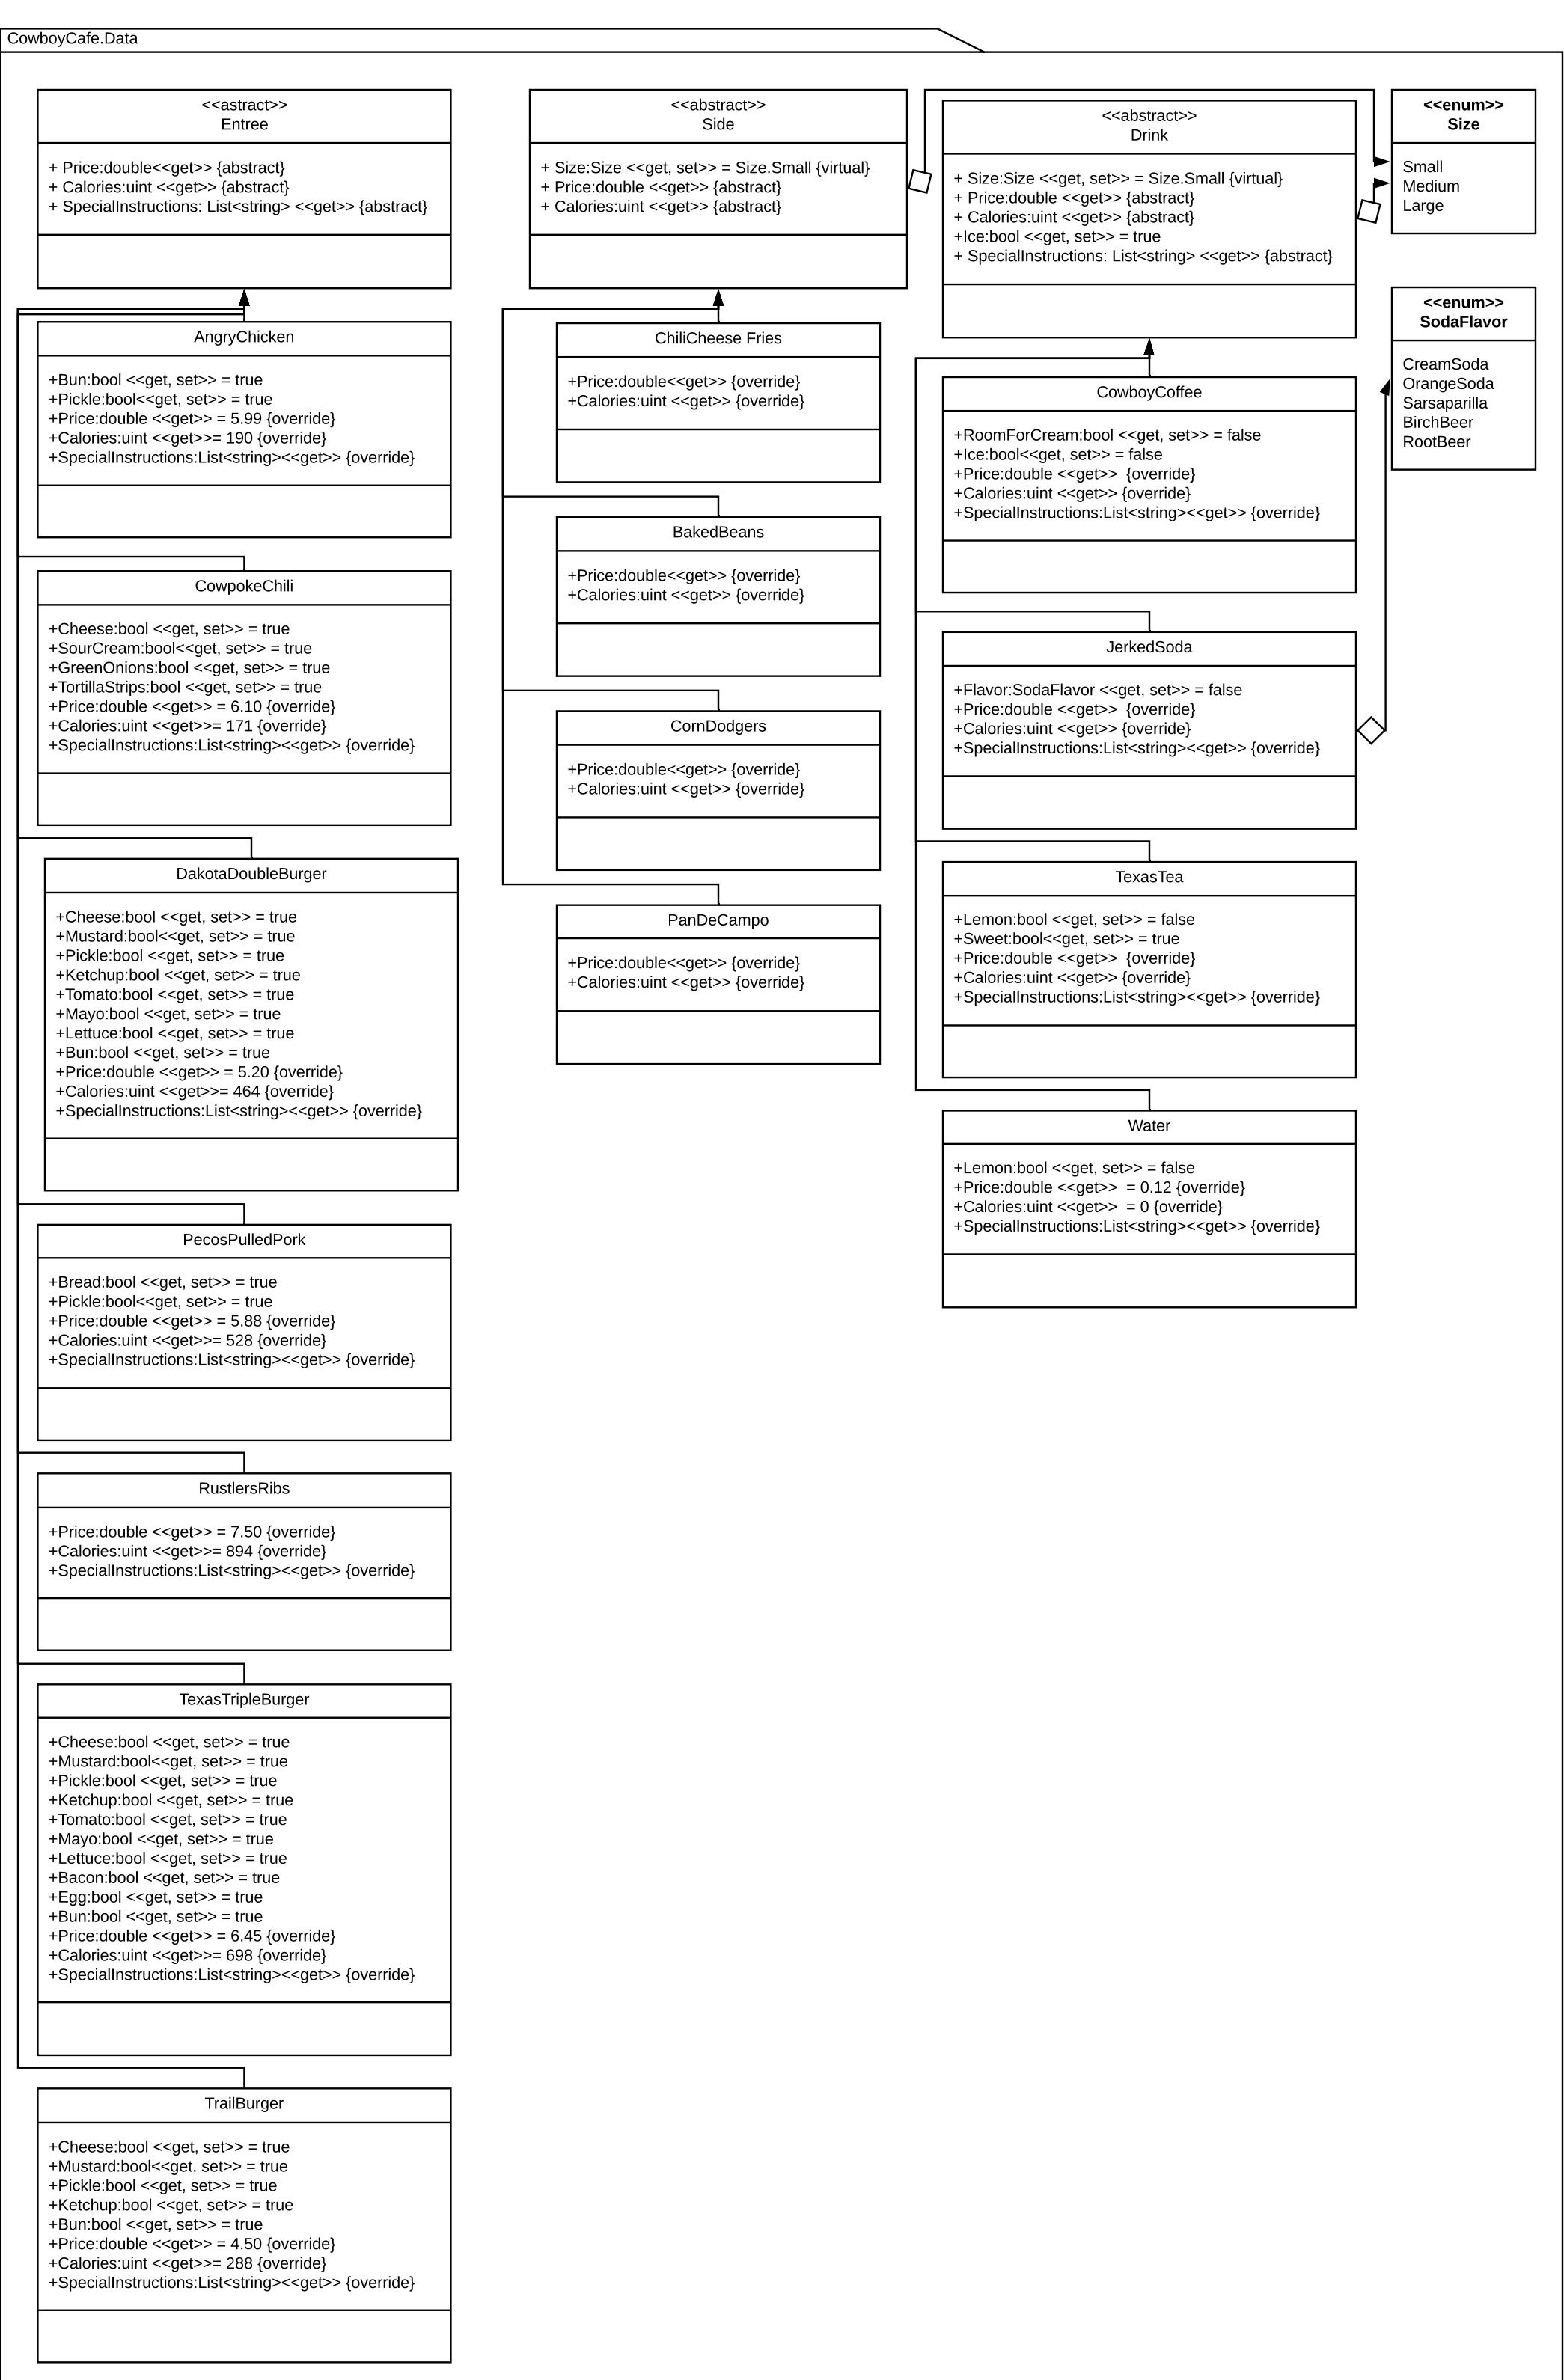 CowboyCafe.Data
<<astract>>
Entree
+ Price:double<<get>> {abstract}
+ Calories:uint <<get>> {abstract}
+ SpecialInstructions: List<string> <<get>> {abstract}
AngryChicken
+Bun:bool <<get, set>> = true
+Pickle:bool<<get, set>> = true
+Price:double <<get>> = 5.99 {override}
+Calories:uint <<get>>= 190 {override}
+SpecialInstructions:List<string><<get>> {override}
CowpokeChili
+Cheese:bool <<get, set>> = true
+SourCream:bool<<get, set>> = true
+GreenOnions:bool <<get, set>> = true
+TortillaStrips:bool <<get, set>> = true
+Price:double <<get>> = 6.10 {override}
+Calories:uint <<get>>= 171 {override}
+SpecialInstructions:List<string><<get>> {override}
DakotaDoubleBurger
+Cheese:bool <<get, set>> = true
+Mustard:bool<<get, set>> = true
+Pickle:bool <<get, set>> = true
+Ketchup:bool <<get, set>> = true
+Tomato:bool <<get, set>> = true
+Mayo:bool <<get, set>> = true
+Lettuce:bool <<get, set>> = true
+Bun:bool <<get, set>> = true
+Price:double <<get>> = 5.20 {override}
+Calories:uint <<get>>= 464 {override}
+SpecialInstructions:List<string><<get>> {override}
PecosPulledPork
+Bread:bool <<get, set>> = true
+Pickle:bool<<get, set>> = true
+Price:double <<get>> = 5.88 {override}
+Calories:uint <<get>>= 528 {override}
+SpecialInstructions:List<string><<get>> {override}
RustlersRibs
+Price:double <<get>> = 7.50 {override}
+Calories:uint <<get>>= 894 {override}
+SpecialInstructions:List<string><<get>> {override}
TexasTripleBurger
+Cheese:bool <<get, set>> = true
+Mustard:bool<<get, set>> = true
+Pickle:bool <<get, set>> = true
+Ketchup:bool <<get, set>> = true
+Tomato:bool <<get, set>> = true
+Mayo:bool <<get, set>> = true
+Lettuce:bool <<get, set>> = true
+Bacon:bool <<get, set>> = true
+Egg:bool <<get, set>> = true
+Bun:bool <<get, set>> = true
+Price:double <<get>> = 6.45 {override}
+Calories:uint <<get>>= 698 {override}
+SpecialInstructions:List<string><<get>> {override}
TrailBurger
+Cheese:bool <<get, set>> = true
+Mustard:bool<<get, set>> = true
+Pickle:bool <<get, set>> = true
+Ketchup:bool <<get, set>> = true
+Bun:bool <<get, set>> = true
+Price:double <<get>> = 4.50 {override}
+Calories:uint <<get>>= 288 {override}
+SpecialInstructions:List<string><<get>> {override}
<<abstract>>
Side
+ Size:Size <<get, set>> = Size.Small {virtual}
+ Price:double <<get>> {abstract}
+ Calories:uint <<get>> {abstract}
ChiliCheese Fries
+Price:double<<get>> {override}
+Calories:uint <<get>> {override}
BakedBeans
+Price:double<<get>> {override}
+Calories:uint <<get>> {override}
CornDodgers
+Price:double<<get>> {override}
+Calories:uint <<get>> {override}
PanDeCampo
+Price:double<<get>> {override}
+Calories:uint <<get>> {override}
<<abstract>>
Drink
+ Size:Size <<get, set>> = Size.Small {virtual}
+ Price:double <<get>> {abstract}
+ Calories:uint <<get>> {abstract}
+Ice:bool <<get, set>> = true
+ SpecialInstructions: List<string> <<get>> {abstract}
CowboyCoffee
+RoomForCream:bool <<get, set>> = false
+Ice:bool<<get, set>> = false
+Price:double <<get>>  {override}
+Calories:uint <<get>> {override}
+SpecialInstructions:List<string><<get>> {override}
JerkedSoda
+Flavor:SodaFlavor <<get, set>> = false
+Price:double <<get>>  {override}
+Calories:uint <<get>> {override}
+SpecialInstructions:List<string><<get>> {override}
TexasTea
+Lemon:bool <<get, set>> = false
+Sweet:bool<<get, set>> = true
+Price:double <<get>>  {override}
+Calories:uint <<get>> {override}
+SpecialInstructions:List<string><<get>> {override}
Water
+Lemon:bool <<get, set>> = false
+Price:double <<get>>  = 0.12 {override}
+Calories:uint <<get>>  = 0 {override}
+SpecialInstructions:List<string><<get>> {override}
<<enum>>
Size
Small
Medium
Large
<<enum>>
SodaFlavor
CreamSoda
OrangeSoda
Sarsaparilla
BirchBeer
RootBeer